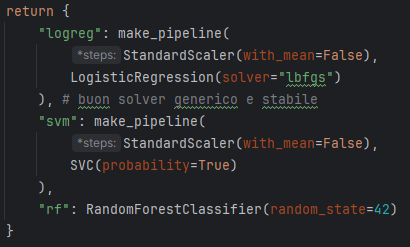 return {
    "logreg": make_pipeline(
        *steps: StandardScaler(with_mean=False),
        LogisticRegression(solver="lbfgs")
    ), # buon solver generico e stabile
    "svm": make_pipeline(
        *steps: StandardScaler(with_mean=False),
        SVC(probability=True)
    ),
    "rf": RandomForestClassifier(random_state=42)
}